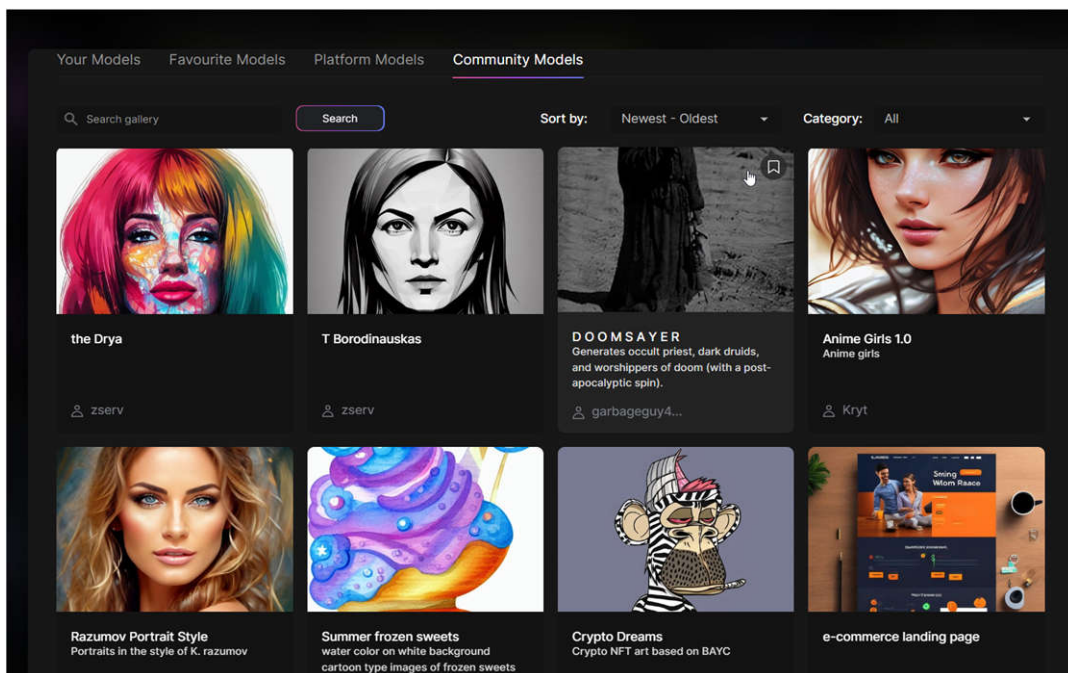 Your Models Favourite Models Platform Models Community Models
Search gallery Search Sort by: Newest - Oldest Category: All
the Drya
zserv
T Borodinauskas
zserv
D O O M S A Y E R
Generates occult priest, dark druids,
and worshippers of doom (with a post-
apocalyptic spin).
garbageguy4...
Anime Girls 1.0
Anime girls
Kryt
Razumov Portrait Style
Portraits in the style of K. razumov
Summer frozen sweets
water color on white background
cartoon type images of frozen sweets
Crypto Dreams
Crypto NFT art based on BAYC
Sming
Wlom Raace
e-commerce landing page